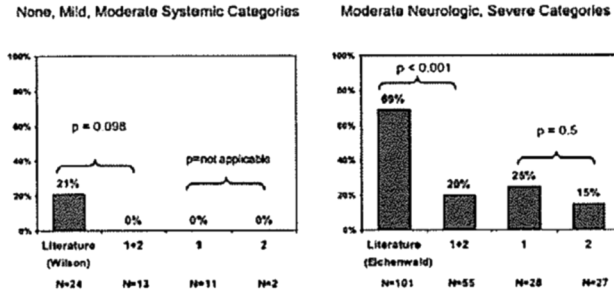 None, Mild, Moderate Systemic Categories
100%
80%
60%
40%
20%
0%
p = 0.098
p=not applicable
21%
0%
0%
0%
Literature
(Wilson)
1+2
1
2
N=24
N=13
N=11
N=2
Moderate Neurologic, Severe Categories
100%
80%
60%
40%
20%
0%
p < 0.001
p = 0.5
69%
20%
25%
15%
Literature
(Eichenwald)
1+2
1
2
N=101
N=55
N=28
N=27